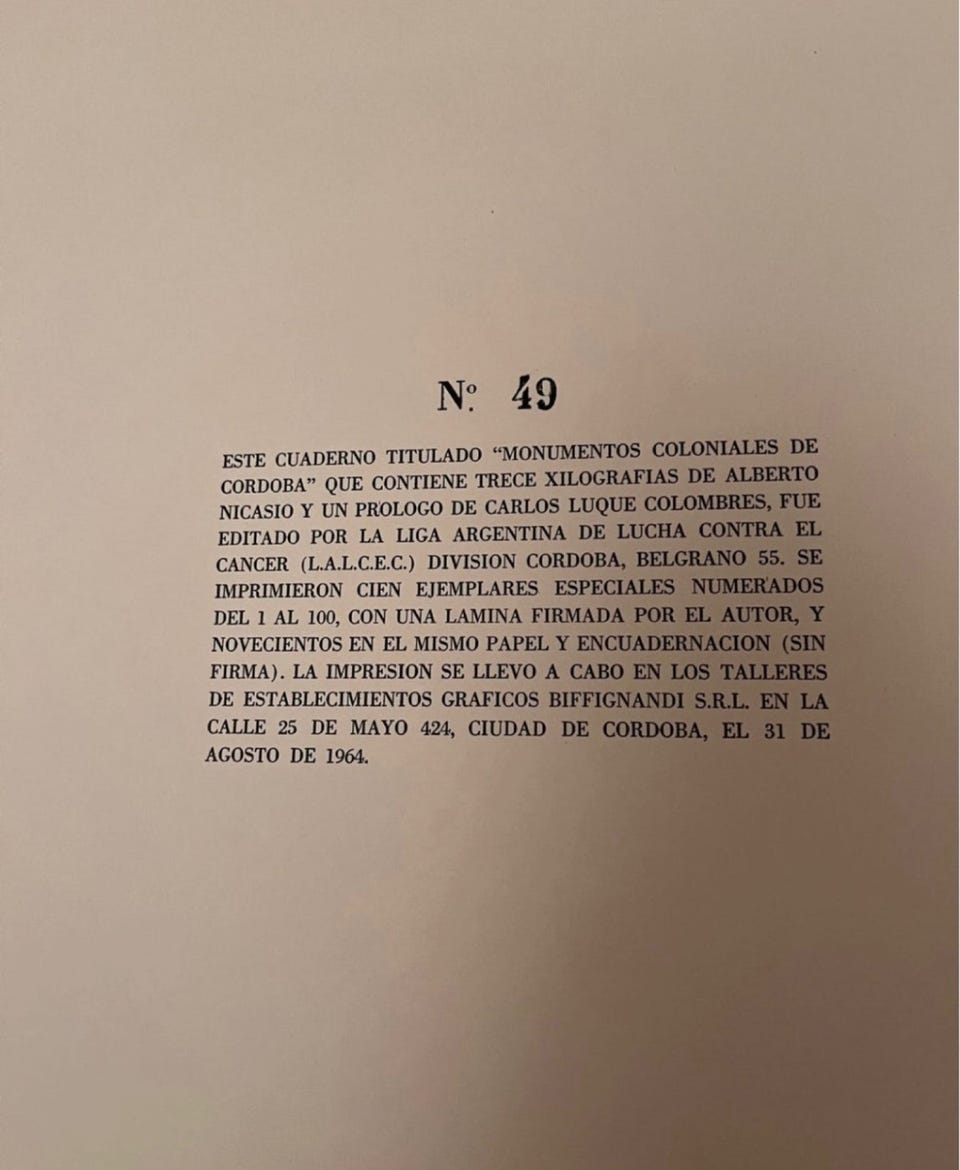 Nº 49
ESTE CUADERNO TITULADO “MONUMENTOS COLONIALES DE
CORDOBA” QUE CONTIENE TRECE XILOGRAFIAS DE ALBERTO
NICASIO Y UN PROLOGO DE CARLOS LUQUE COLOMBRES, FUE
EDITADO POR LA LIGA ARGENTINA DE LUCHA CONTRA EL
CANCER (L.A.L.C.E.C.) DIVISION CORDOBA, BELGRANO 55. SE
IMPRIMIERON CIEN EJEMPLARES ESPECIALES NUMERADOS
DEL 1 AL 100, CON UNA LAMINA FIRMADA POR EL AUTOR, Y
NOVECIENTOS EN EL MISMO PAPEL Y ENCUADERNACION (SIN
FIRMA). LA IMPRESION SE LLEVO A CABO EN LOS TALLERES
DE ESTABLECIMIENTOS GRAFICOS BIFFIGNANDI S.R.L. EN LA
CALLE 25 DE MAYO 424, CIUDAD DE CORDOBA, EL 31 DE
AGOSTO DE 1964.